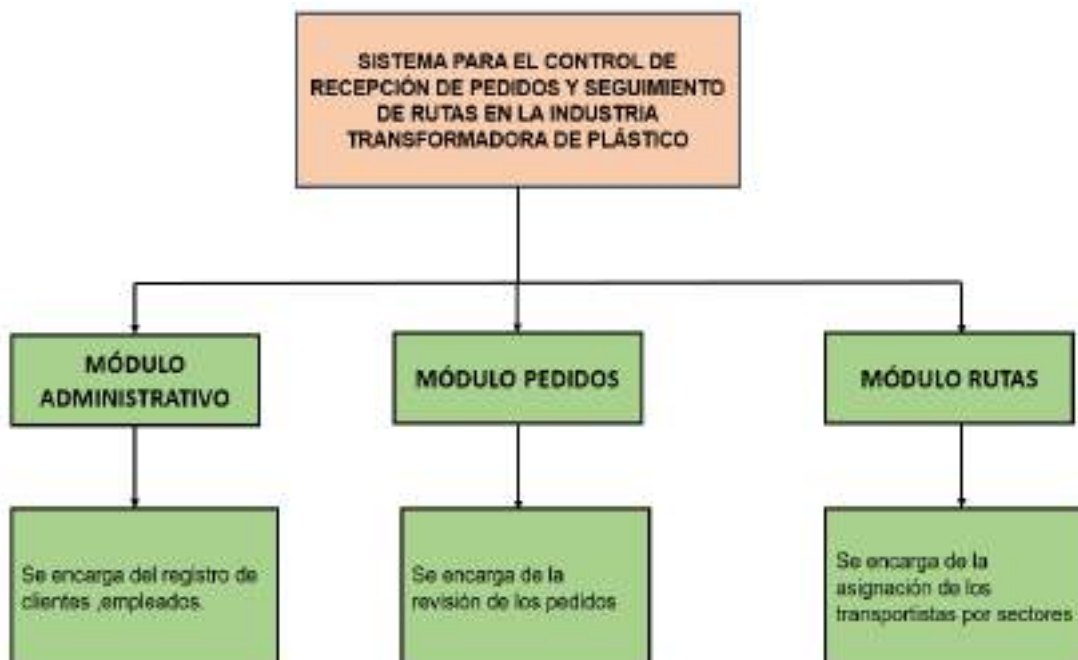 SISTEMA PARA EL CONTROL DE
RECEPCIÓN DE PEDIDOS Y SEGUIMIENTO
DE RUTAS EN LA INDUSTRIA
TRANSFORMADORA DE PLÁSTICO
MÓDULO
ADMINISTRATIVO
MÓDULO PEDIDOS
MÓDULO RUTAS
Se encarga del registro de
clientes ,empleados.
Se encarga de la
revisión de los pedidos
Se encarga de la
asignación de los
transportistas por sectores